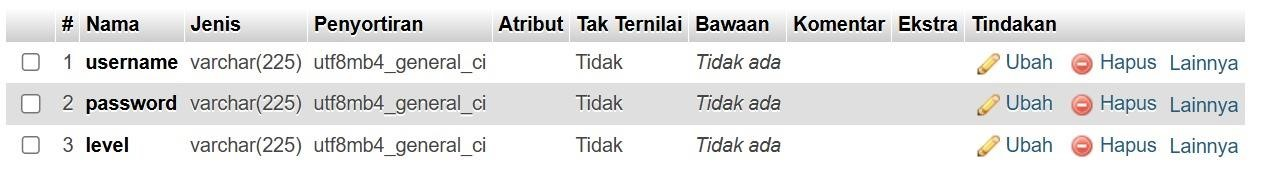 # Nama Jenis Penyortiran Atribut Tak Ternilai Bawaan Komentar Ekstra Tindakan
1 username varchar(225) utf8mb4_general_ci Tidak Tidak ada Ubah Hapus Lainnya
2 password varchar(225) utf8mb4_general_ci Tidak Tidak ada Ubah Hapus Lainnya
3 level varchar(225) utf8mb4_general_ci Tidak Tidak ada Ubah Hapus Lainnya